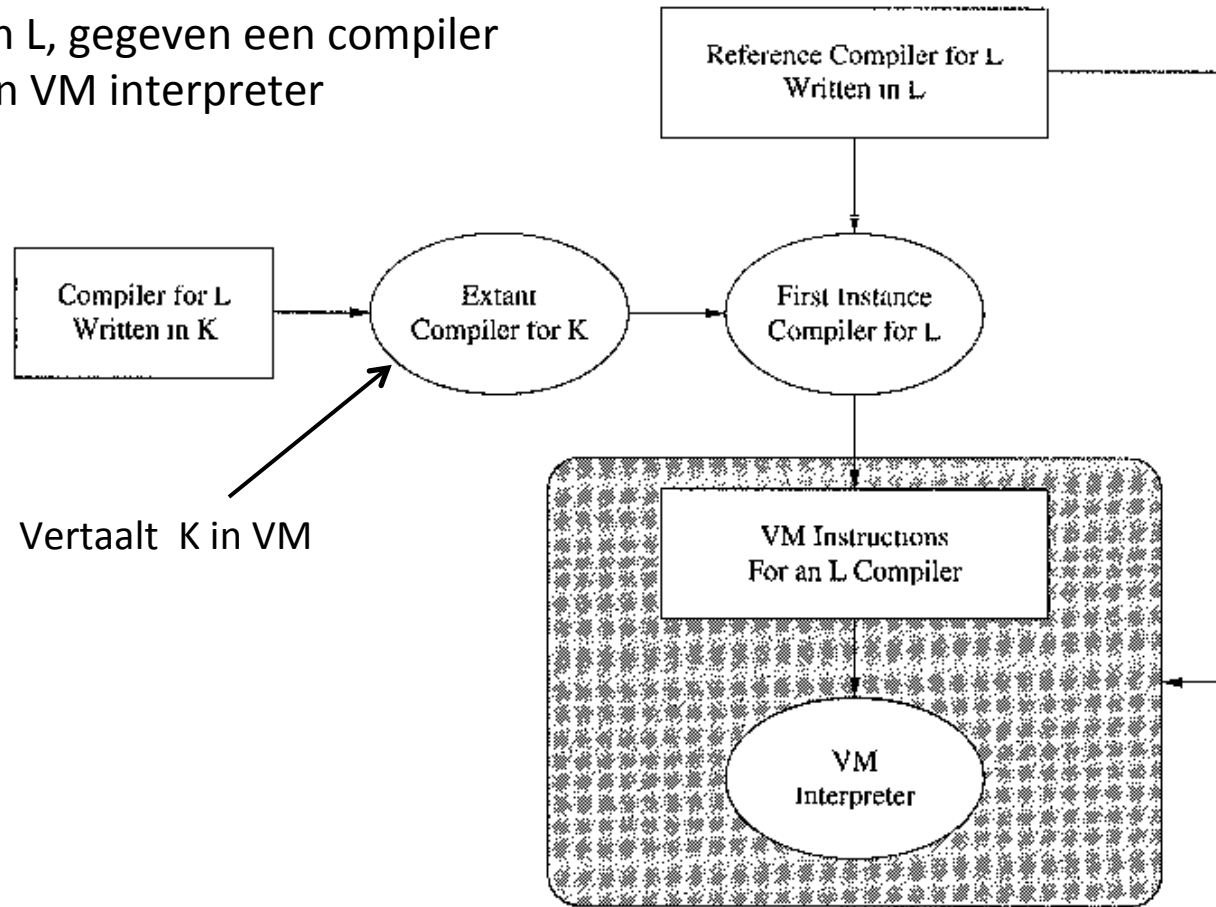 n L, gegeven een compiler
n VM interpreter
Reference Compiler for L
Written in L
Compiler for L
Written in K
Extant
Compiler for K
First Instance
Compiler for L
Vertaalt K in VM
VM Instructions
For an L Compiler
VM
Interpreter